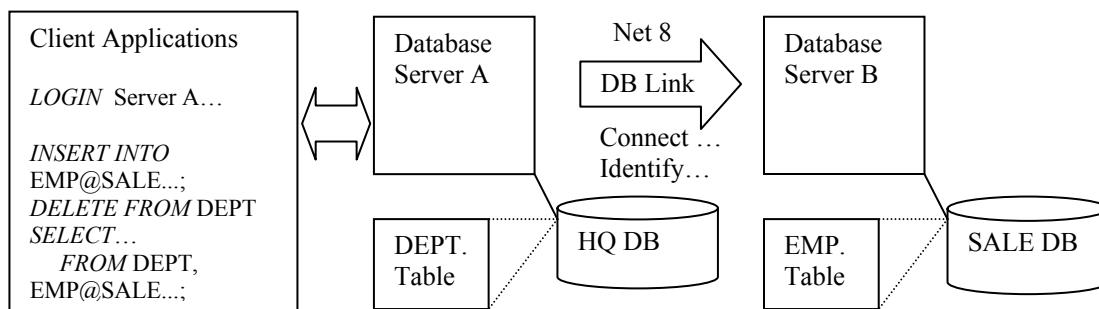 Client Applications
LOGIN Server A…
INSERT INTO
EMP@SALE...;
DELETE FROM DEPT
SELECT…
FROM DEPT,
EMP@SALE...;
Database
Server A
DEPT.
Table
HQ DB
Net 8
DB Link
Connect …
Identify…
Database
Server B
EMP.
Table
SALE DB